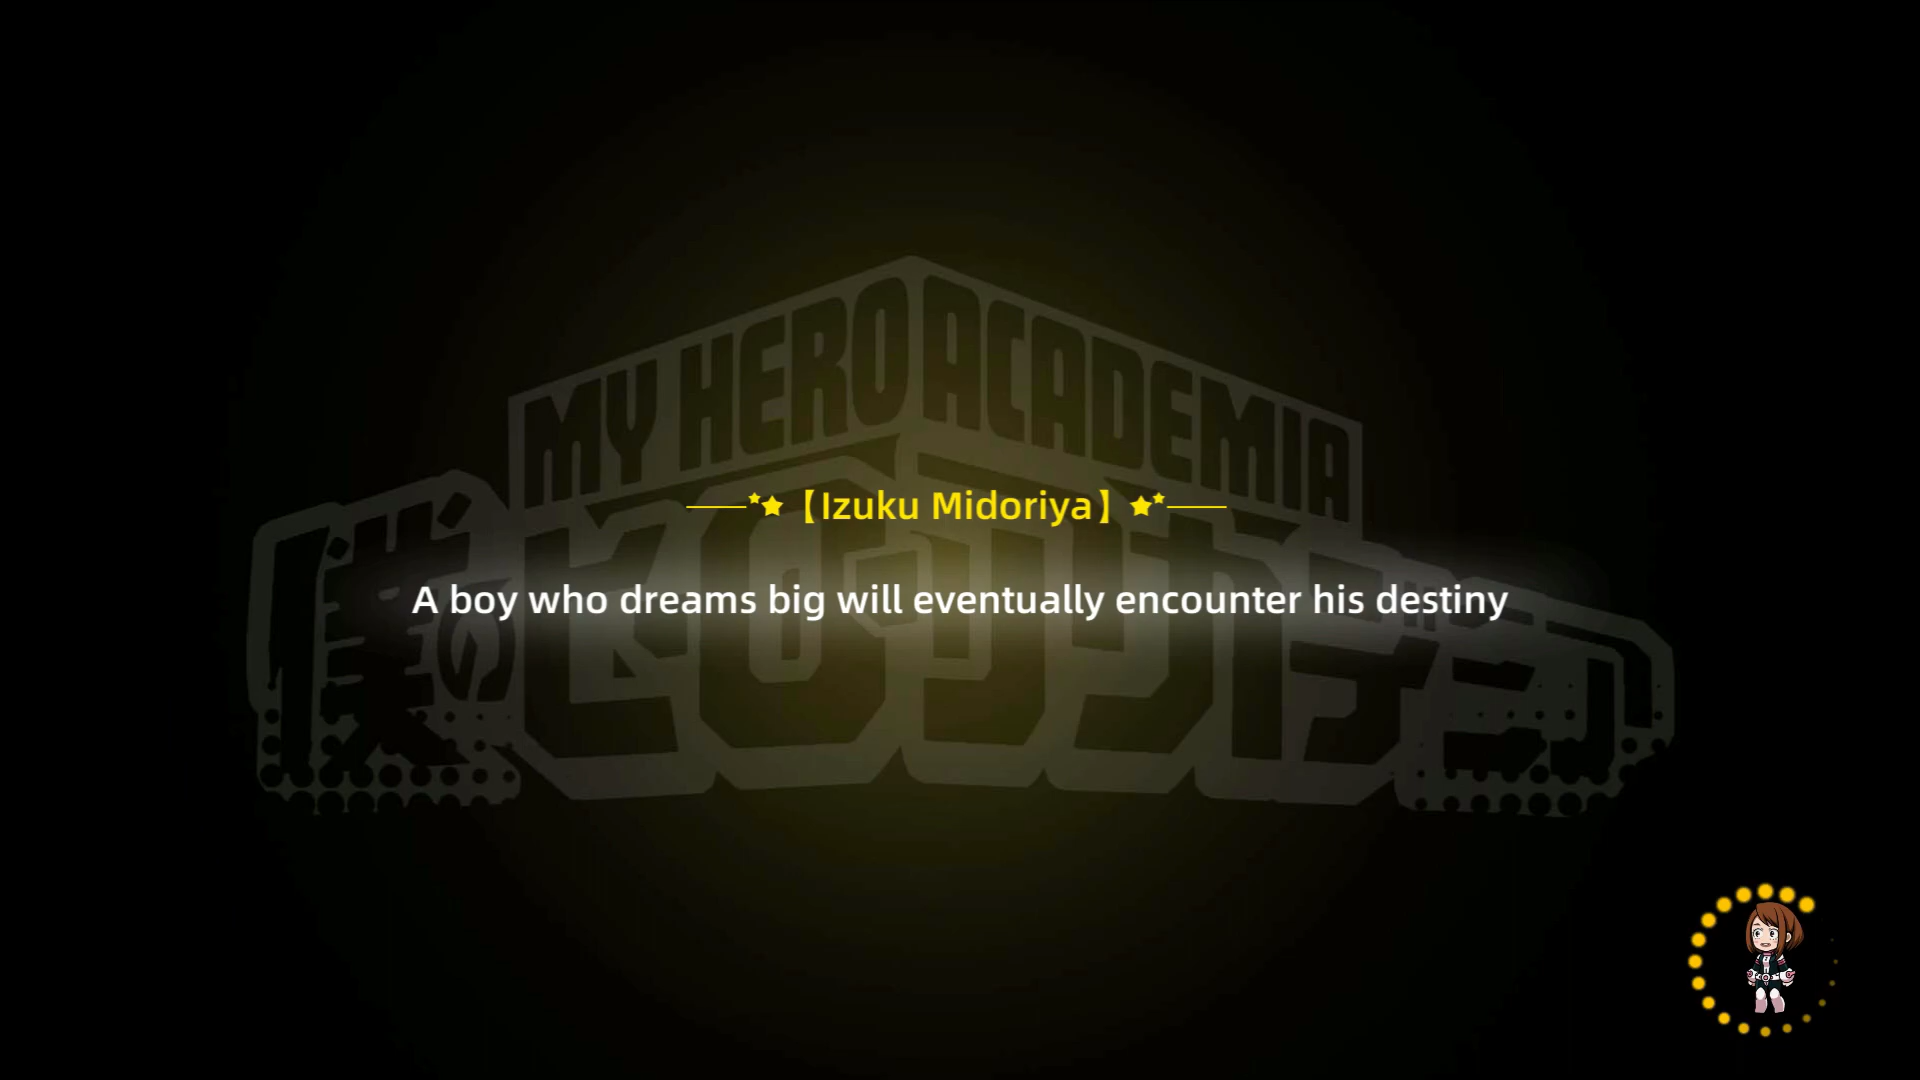 MY HERO ACADEMIA
僕のヒーローアカデミア
【Izuku Midoriya】
A boy who dreams big will eventually encounter his destiny